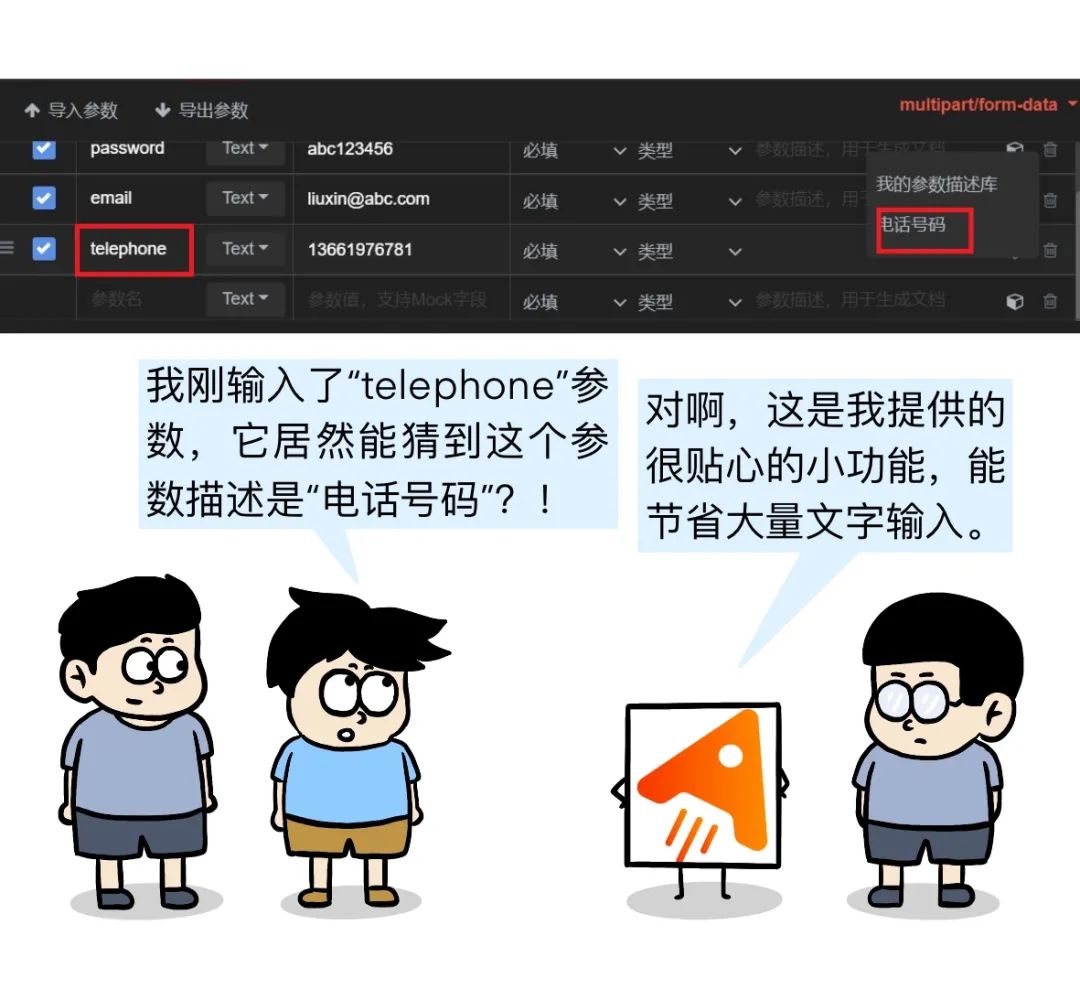 导入参数 导出参数 multipart/form-data
password Text abc123456 必填 类型 参数描述，用于生成文档
我的参数描述库
email Text liuxin@abc.com 必填 类型 参数描述，用于
电话号码
telephone Text 13661976781 必填 类型
参数名 Text 参数值，支持Mock字段 必填 类型 参数描述，用于生成文档
我刚输入了“telephone”参
数，它居然能猜到这个参
数描述是“电话号码”？！
对啊，这是我提供的
很贴心的小功能，能
节省大量文字输入。